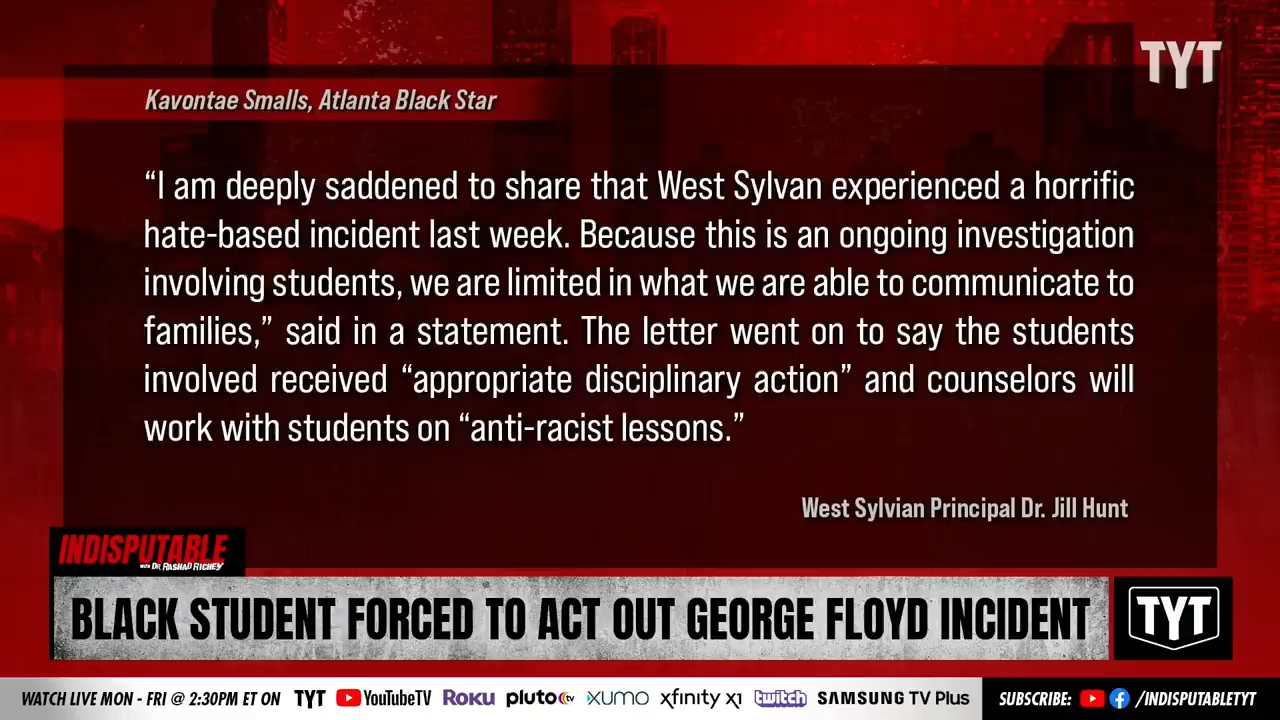 TYT
Kavontae Smalls, Atlanta Black Star
“I am deeply saddened to share that West Sylvan experienced a horrific
hate-based incident last week. Because this is an ongoing investigation
involving students, we are limited in what we are able to communicate to
families,” said in a statement. The letter went on to say the students
involved received “appropriate disciplinary action” and counselors will
work with students on “anti-racist lessons.”
West Sylvian Principal Dr. Jill Hunt
INDISPUTABLE
WITH DR. RASHAD RICHEY
BLACK STUDENT FORCED TO ACT OUT GEORGE FLOYD INCIDENT
TYT
WATCH LIVE MON - FRI @ 2:30PM ET ON TYT YouTubeTV ROKU pluto tv XUMO xfinity x1 twitch SAMSUNG TV Plus SUBSCRIBE: /INDISPUTABLETYT